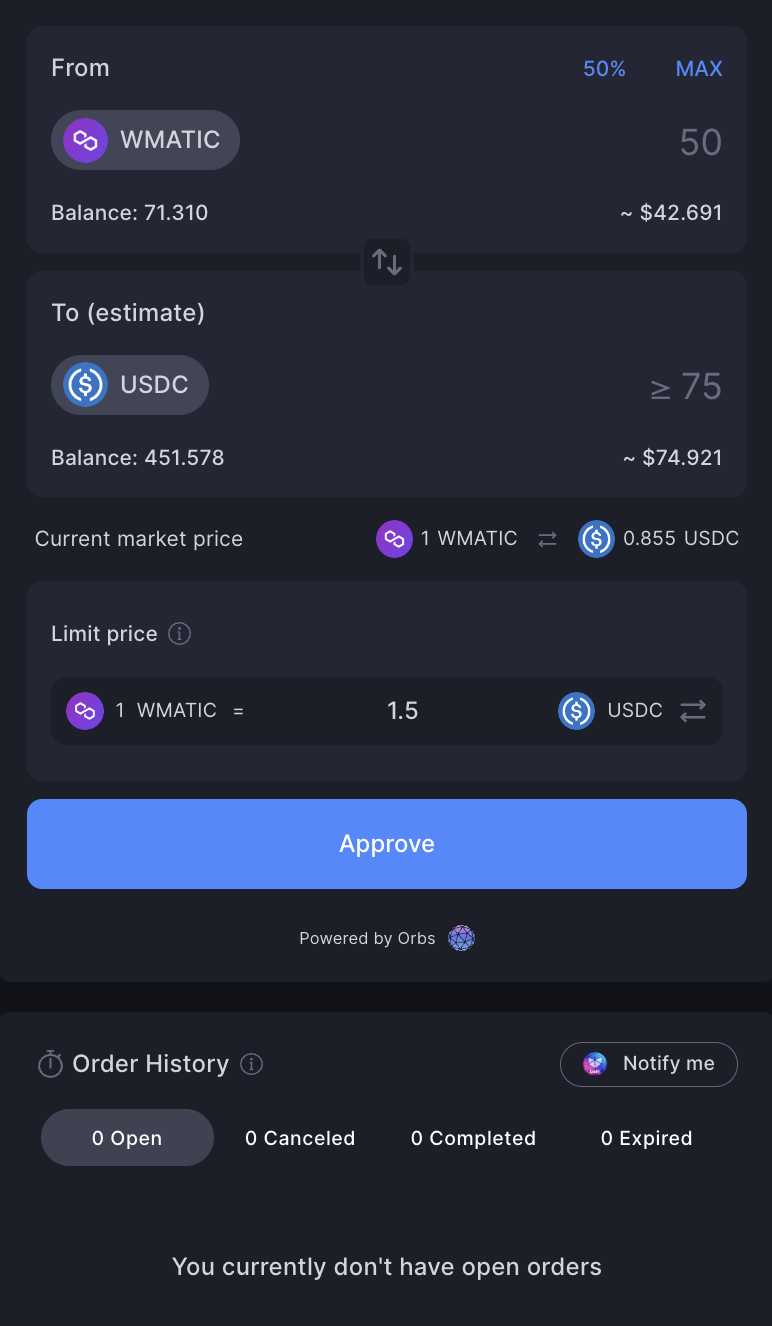 From 50% MAX
WMATIC 50
Balance: 71.310 ~ $42.691
To (estimate)
USDC ≥ 75
Balance: 451.578 ~ $74.921
Current market price 1 WMATIC ⇄ 0.855 USDC
Limit price
1 WMATIC = 1.5 USDC
Approve
Powered by Orbs
Order History Notify me
0 Open 0 Canceled 0 Completed 0 Expired
You currently don't have open orders